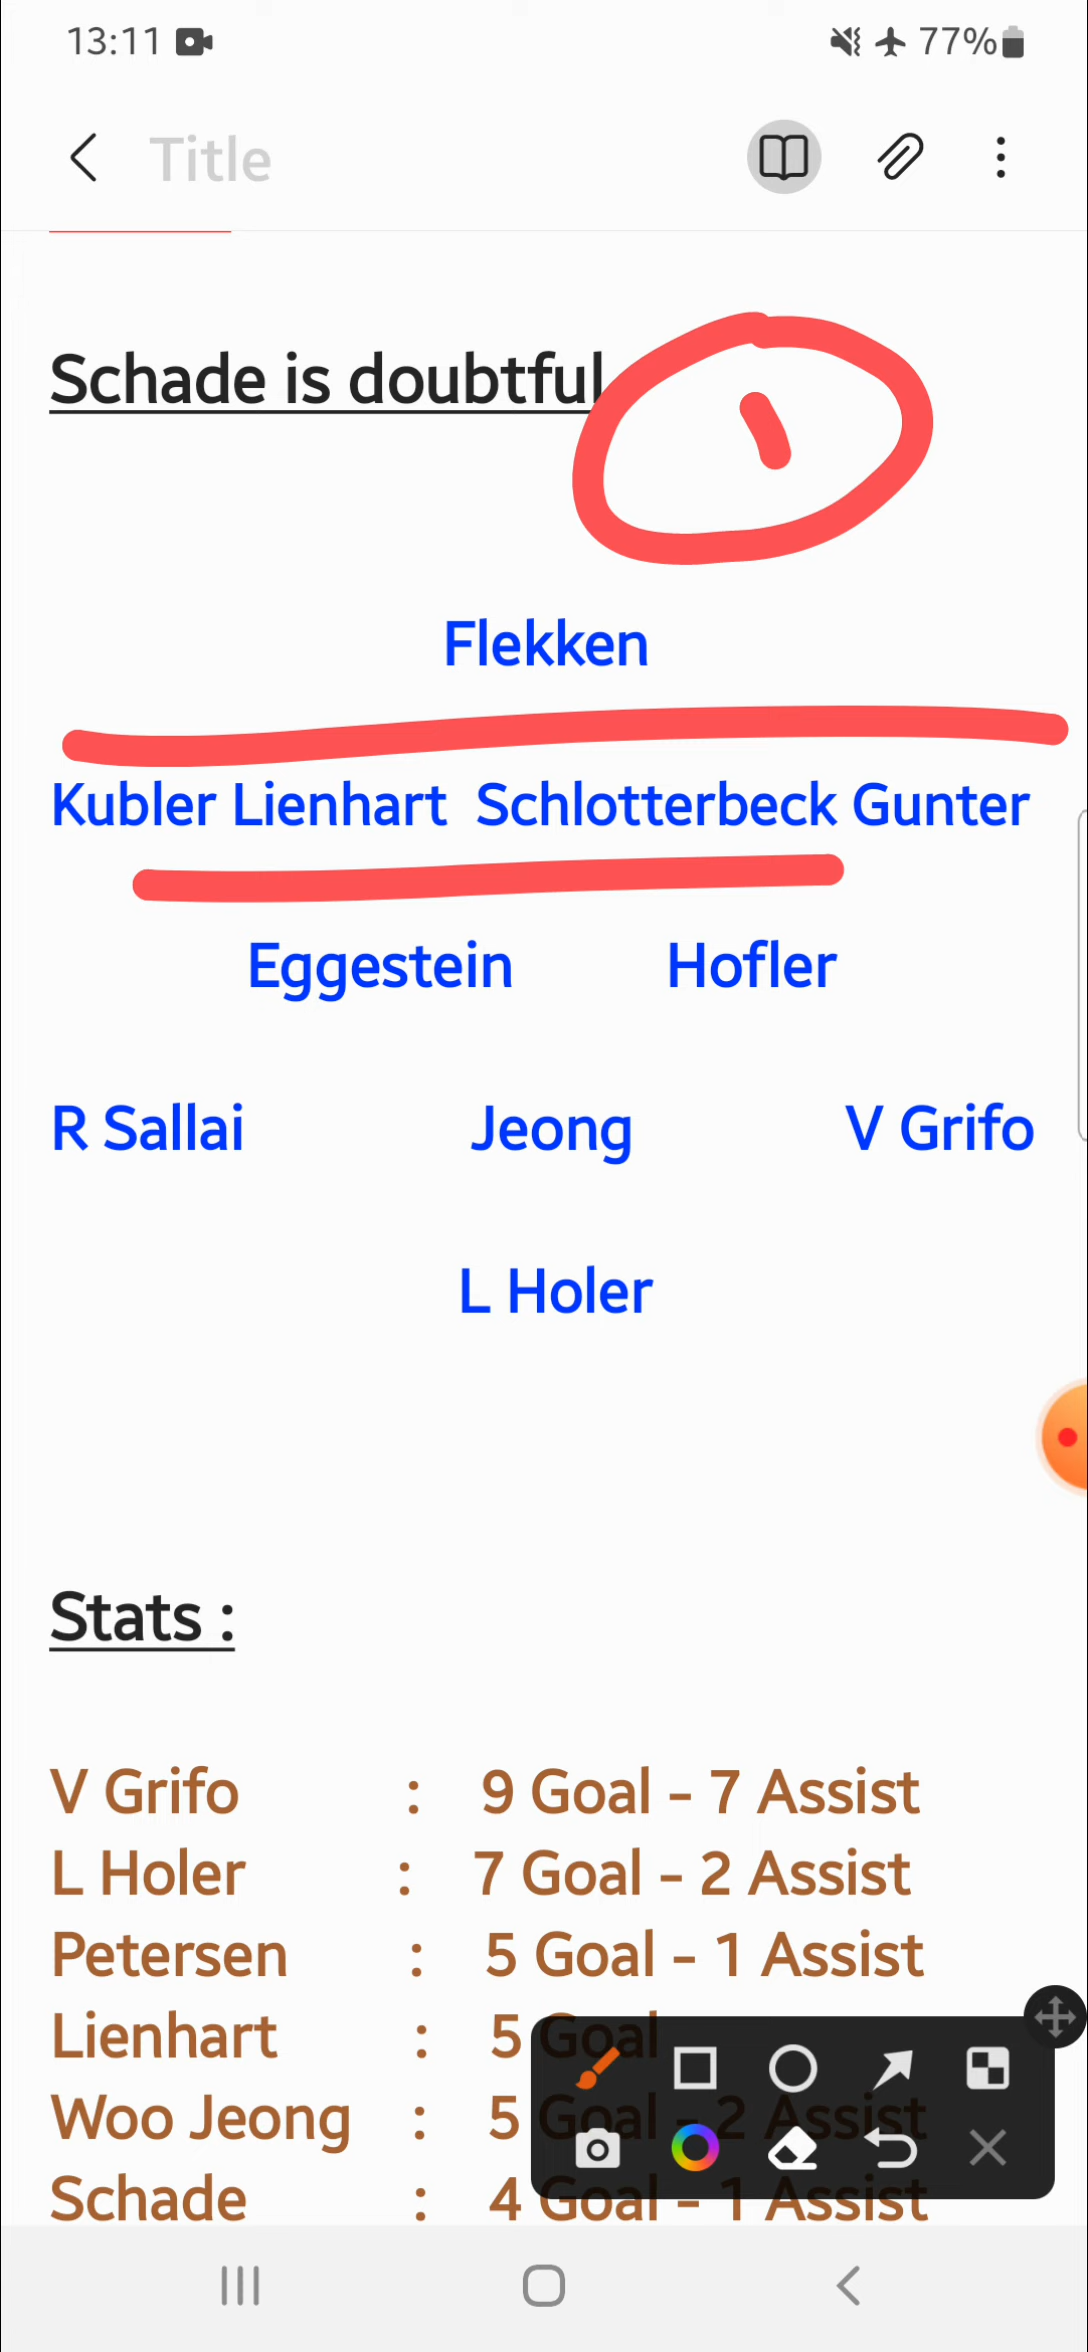 13:11 77%
Title
Schade is doubtful
Flekken
Kubler Lienhart Schlotterbeck Gunter
Eggestein Hofler
R Sallai Jeong V Grifo
L Holer
Stats :
V Grifo : 9 Goal - 7 Assist
L Holer : 7 Goal - 2 Assist
Petersen : 5 Goal - 1 Assist
Lienhart : 5 Goal
Woo Jeong : 5 Goal - 2 Assist
Schade : 4 Goal - 1 Assist